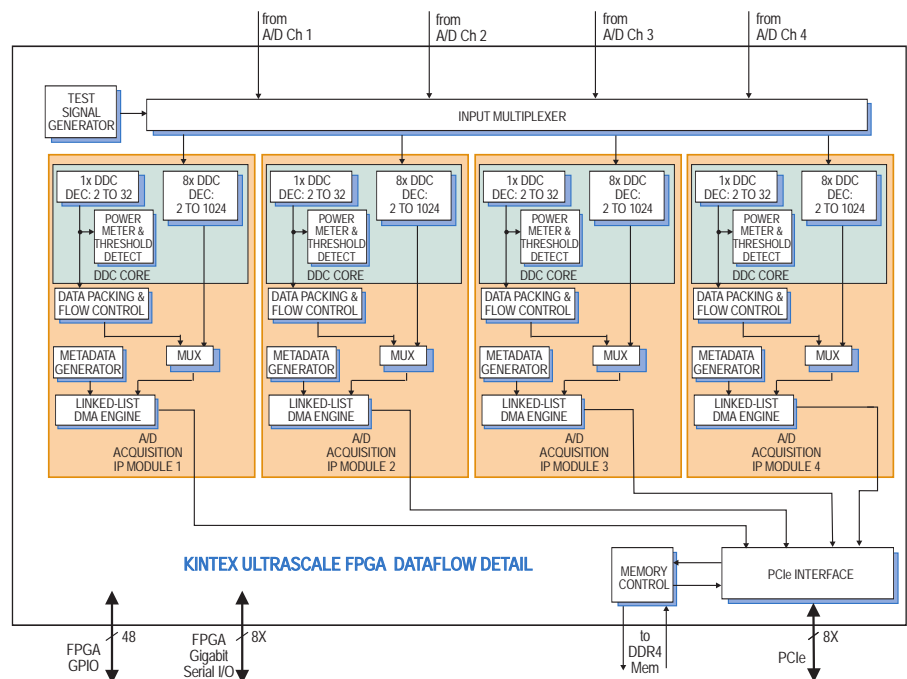 from
A/D Ch 1
from
A/D Ch 2
from
A/D Ch 3
from
A/D Ch 4
TEST
SIGNAL
GENERATOR
INPUT MULTIPLEXER
1x DDC
DEC: 2 TO 32
8x DDC
DEC:
2 TO 1024
POWER
METER &
THRESHOLD
DETECT
DDC CORE
DATA PACKING &
FLOW CONTROL
METADATA
GENERATOR
MUX
LINKED-LIST
DMA ENGINE
A/D
ACQUISITION
IP MODULE 1
1x DDC
DEC: 2 TO 32
8x DDC
DEC:
2 TO 1024
POWER
METER &
THRESHOLD
DETECT
DDC CORE
DATA PACKING &
FLOW CONTROL
METADATA
GENERATOR
MUX
LINKED-LIST
DMA ENGINE
A/D
ACQUISITION
IP MODULE 2
1x DDC
DEC: 2 TO 32
8x DDC
DEC:
2 TO 1024
POWER
METER &
THRESHOLD
DETECT
DDC CORE
DATA PACKING &
FLOW CONTROL
METADATA
GENERATOR
MUX
LINKED-LIST
DMA ENGINE
A/D
ACQUISITION
IP MODULE 3
1x DDC
DEC: 2 TO 32
8x DDC
DEC:
2 TO 1024
POWER
METER &
THRESHOLD
DETECT
DDC CORE
DATA PACKING &
FLOW CONTROL
METADATA
GENERATOR
MUX
LINKED-LIST
DMA ENGINE
A/D
ACQUISITION
IP MODULE 4
KINTEX ULTRASCALE FPGA DATAFLOW DETAIL
MEMORY
CONTROL
PCIe INTERFACE
48
FPGA
GPIO
8X
FPGA
Gigabit
Serial I/O
to
DDR4
Mem
8X
PCIe